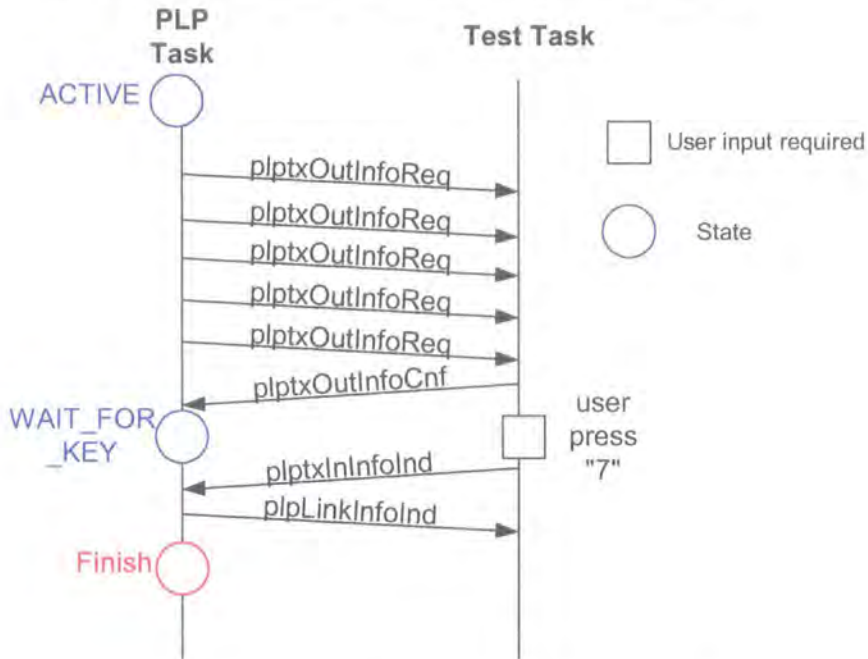 PLP
Task
Test Task
ACTIVE
User input required
plptxOutInfoReq
plptxOutInfoReq
State
plptxOutInfoReq
plptxOutInfoReq
plptxOutInfoReq
plptxOutInfoCnf
WAIT_FOR
_KEY
user
press
"7"
plptxInInfoInd
plpLinkInfoInd
Finish